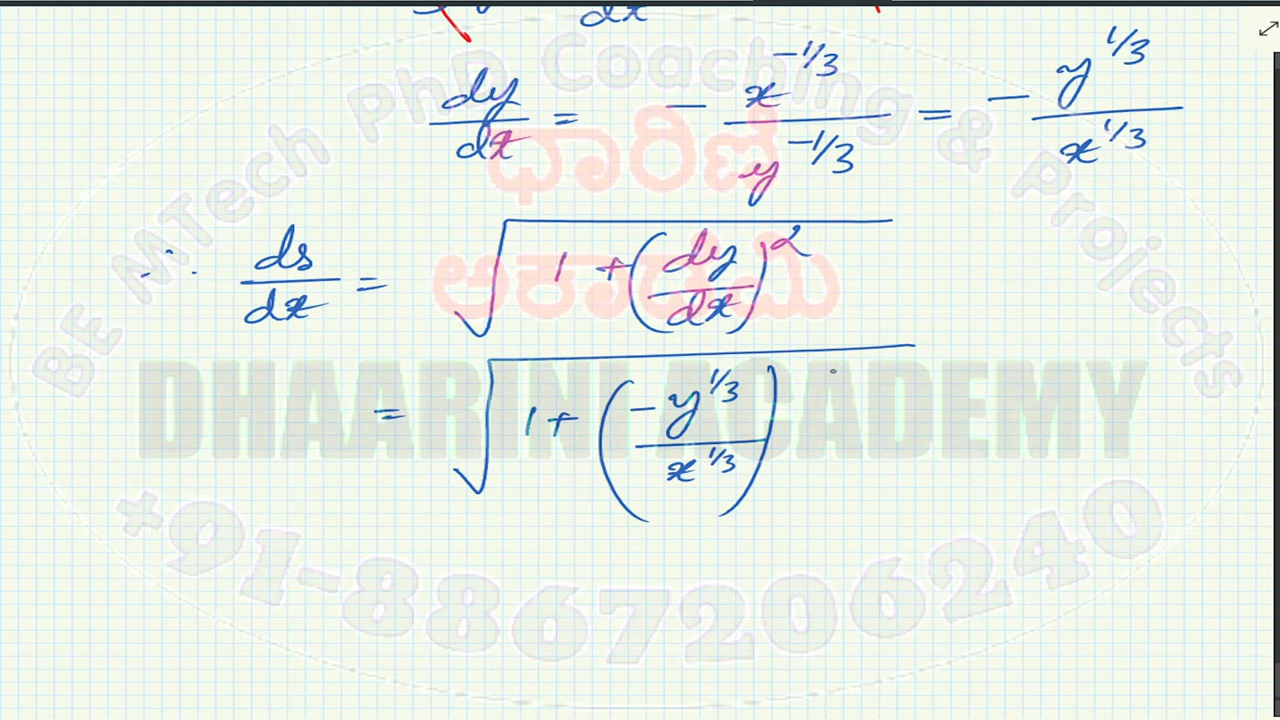 dx
dy/dx = - x^{-1/3} / y^{-1/3} = - y^{1/3} / x^{1/3}
∴ ds/dx = √(1 + (dy/dx)^2)
= √(1 + (-y^{1/3} / x^{1/3})
BE MTech PhD Coaching & Projects
ಧಾರಿಣಿ
ಅಕಾಡೆಮಿ
DHAARINI ACADEMY
+91-8867206240